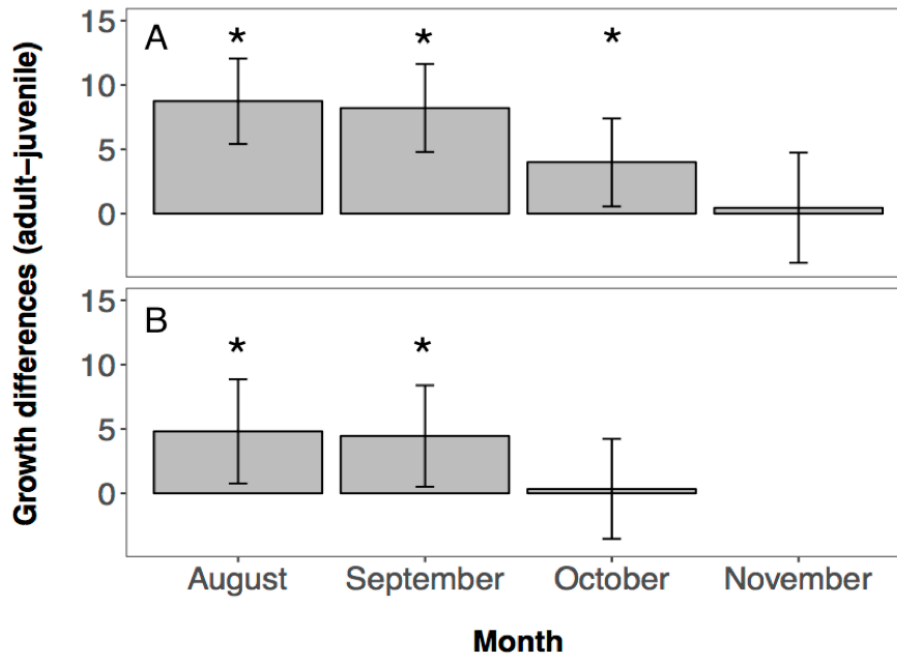 Growth differences (adult–juvenile)
A
15
10
5
0
* * *
B
15
10
5
0
* *
August September October November
Month